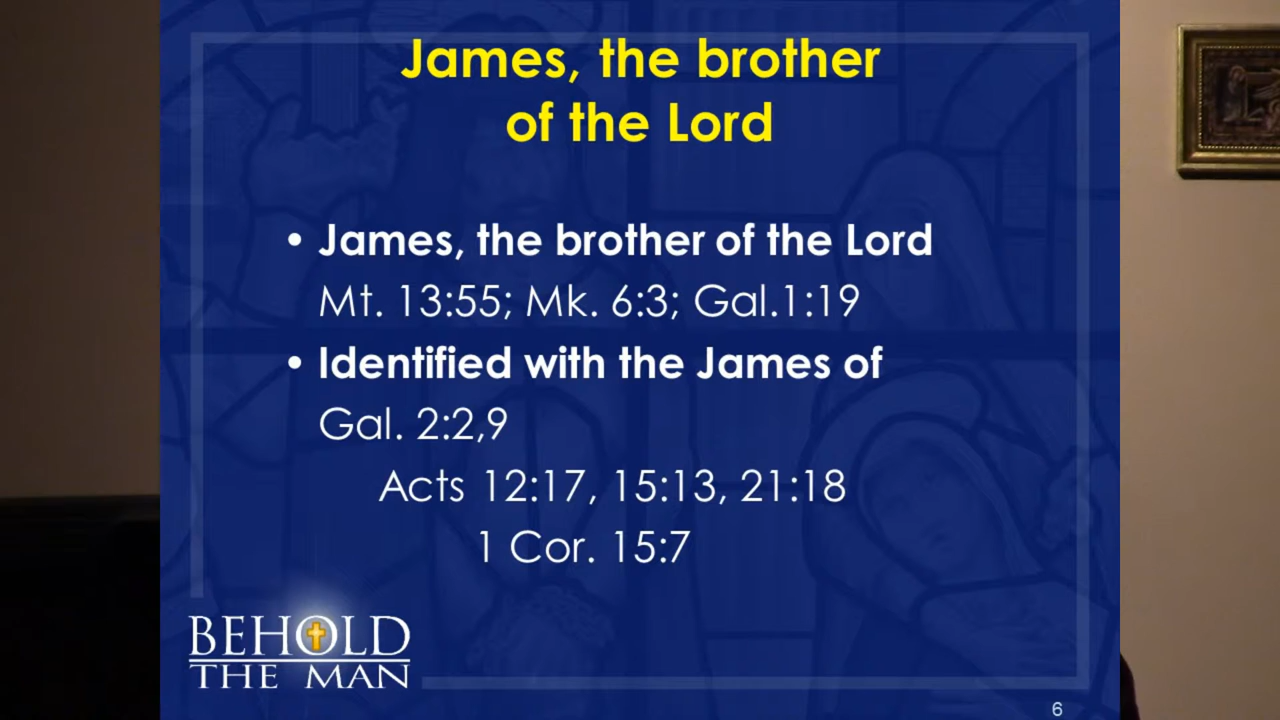 James, the brother
of the Lord
• James, the brother of the Lord
Mt. 13:55; Mk. 6:3; Gal.1:19
• Identified with the James of
Gal. 2:2,9
Acts 12:17, 15:13, 21:18
1 Cor. 15:7
BEHOLD
THE MAN
6